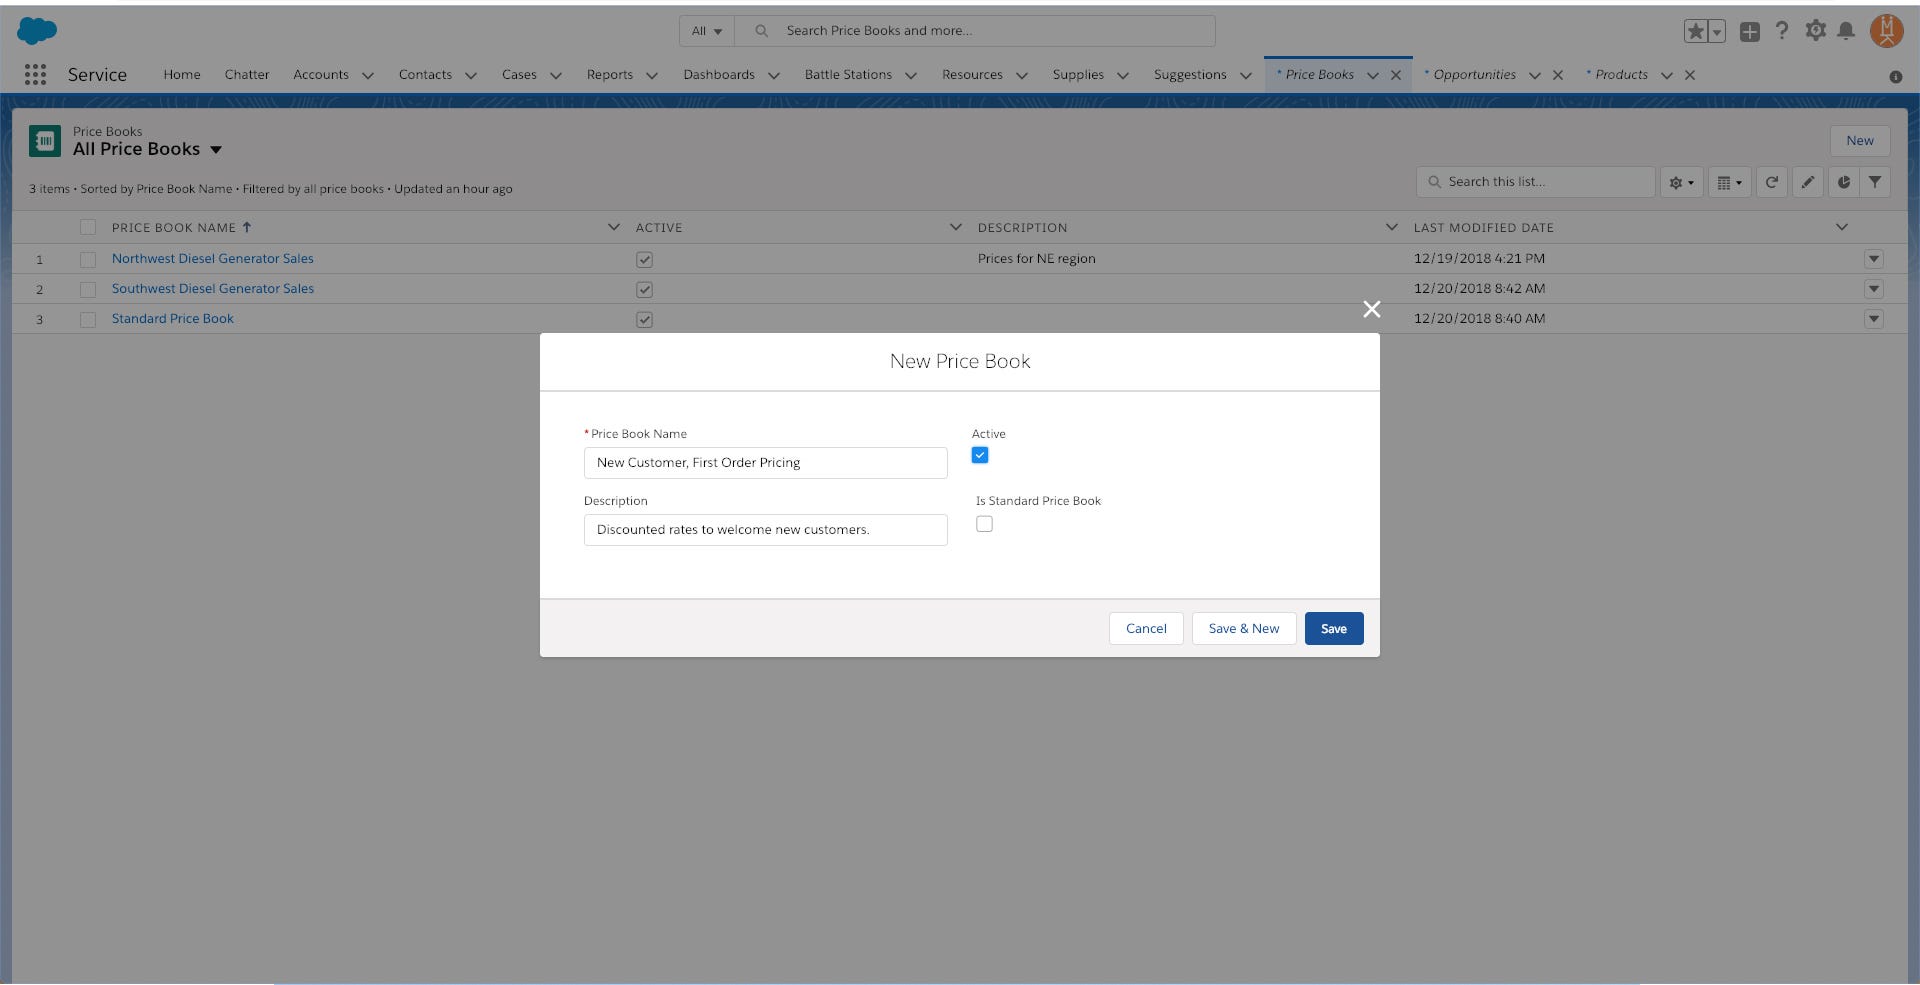 All
Search Price Books and more...
Service
Home
Chatter
Accounts
Contacts
Cases
Reports
Dashboards
Battle Stations
Resources
Supplies
Suggestions
* Price Books
* Opportunities
* Products
Price Books
All Price Books
New
3 items • Sorted by Price Book Name • Filtered by all price books • Updated an hour ago
Search this list...
PRICE BOOK NAME ↑
ACTIVE
DESCRIPTION
LAST MODIFIED DATE
1 Northwest Diesel Generator Sales Prices for NE region 12/19/2018 4:21 PM
2 Southwest Diesel Generator Sales 12/20/2018 8:42 AM
3 Standard Price Book 12/20/2018 8:40 AM
New Price Book
* Price Book Name
Active
New Customer, First Order Pricing
Description
Is Standard Price Book
Discounted rates to welcome new customers.
Cancel
Save & New
Save